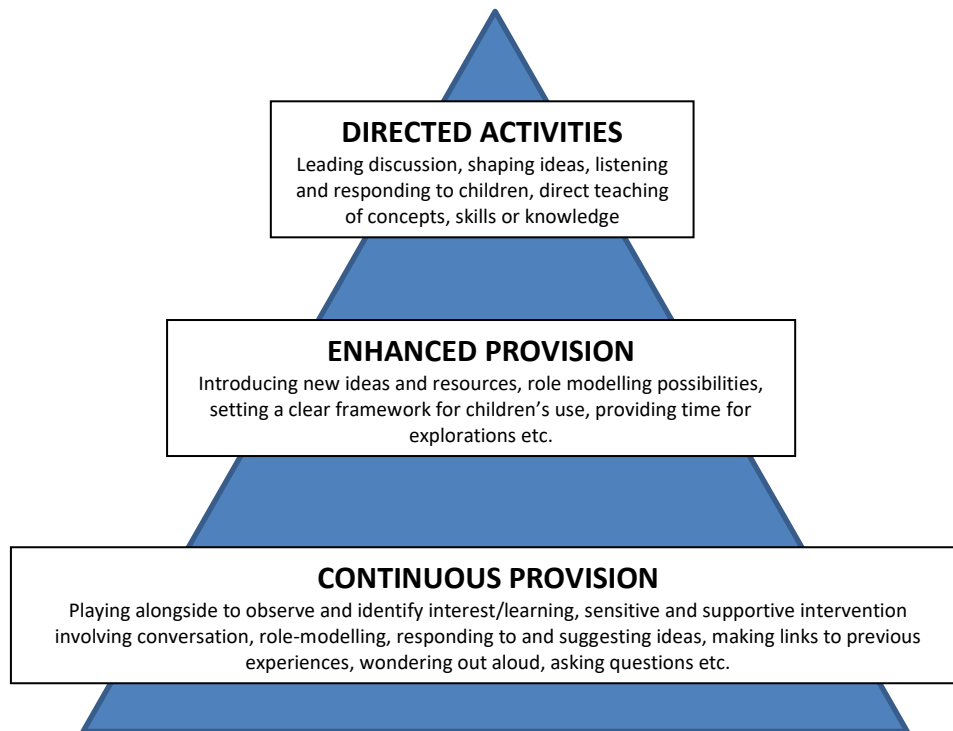 DIRECTED ACTIVITIES
Leading discussion, shaping ideas, listening
and responding to children, direct teaching
of concepts, skills or knowledge
ENHANCED PROVISION
Introducing new ideas and resources, role modelling possibilities,
setting a clear framework for children’s use, providing time for
explorations etc.
CONTINUOUS PROVISION
Playing alongside to observe and identify interest/learning, sensitive and supportive intervention
involving conversation, role-modelling, responding to and suggesting ideas, making links to previous
experiences, wondering out aloud, asking questions etc.